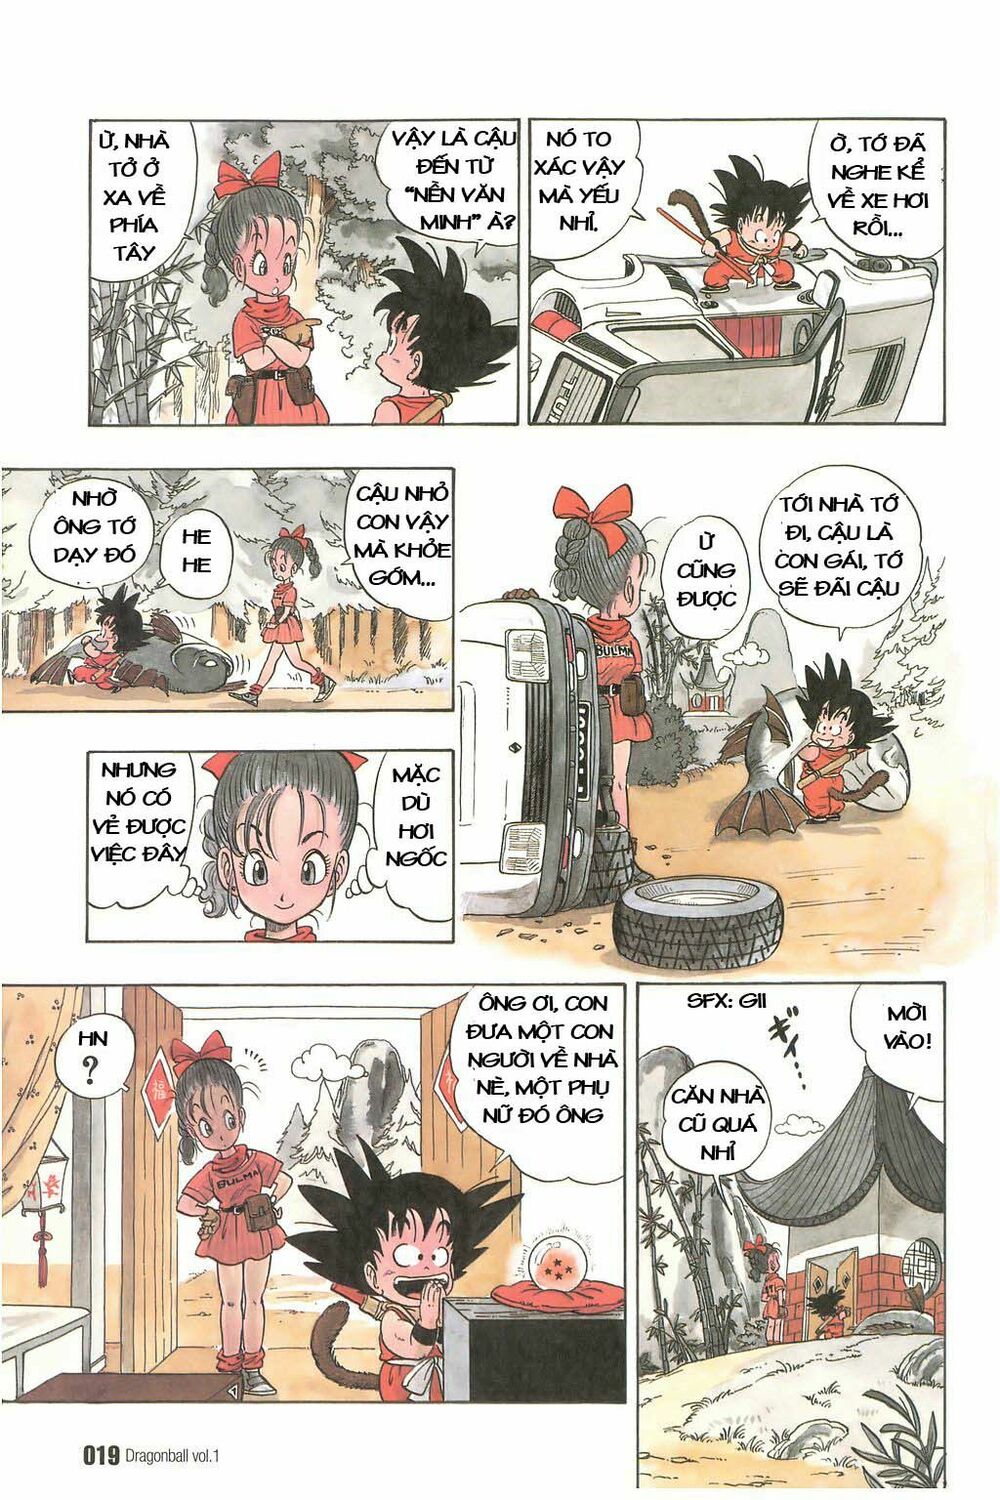 Ờ, TỚ ĐÃ
NGHE KỂ
VỀ XE HƠI
RỒI...
NÓ TO
XÁC VẬY
MÀ YẾU
NHỈ.
VẬY LÀ CẬU
ĐẾN TỪ
“NỀN VĂN
MINH” À?
Ừ, NHÀ
TỚ Ở
XA VỀ
PHÍA
TÂY
TỚI NHÀ TỚ
ĐI, CẬU LÀ
CON GÁI, TỚ
SẼ ĐÃI CẬU
Ừ
CŨNG
ĐƯỢC
BULMA
CẬU NHỎ
CON VẬY
MÀ KHỎE
GỚM...
HE
HE
NHỜ
ÔNG TỚ
DẠY ĐÓ
MẶC
DÙ
HƠI
NGỐC
NHƯNG
NÓ CÓ
VẺ ĐƯỢC
VIỆC ĐÂY
MỜI
VÀO!
SFX: GII
ギィ...
CĂN NHÀ
CŨ QUÁ
NHỈ
ÔNG ƠI, CON
ĐƯA MỘT CON
NGƯỜI VỀ NHÀ
NÈ, MỘT PHỤ
NỮ ĐÓ ÔNG
HN
?
福
BULMA
019 Dragonball vol.1